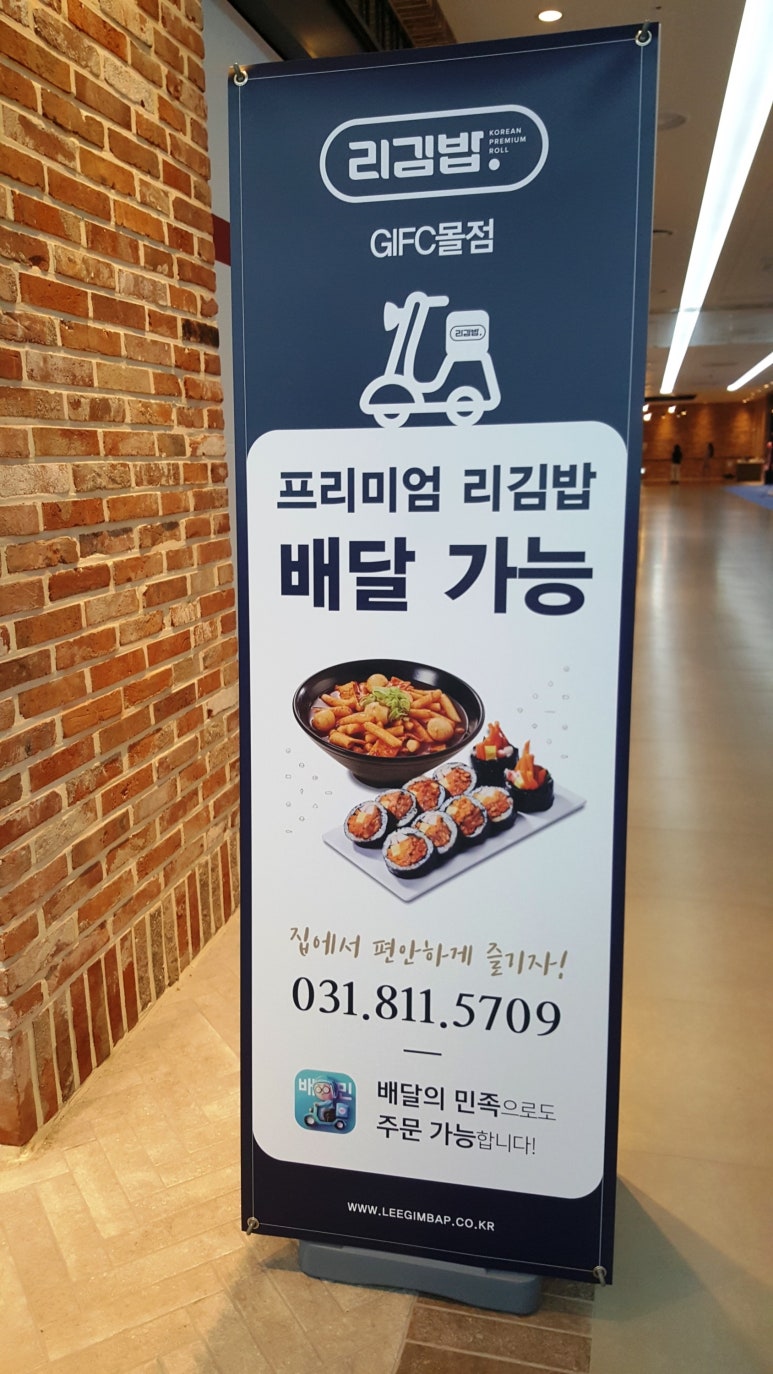 리김밥.
KOREAN
PREMIUM
ROLL
GIFC몰점
리김밥.
프리미엄 리김밥
배달 가능
집에서 편안하게 즐기자!
031.811.5709
배민
배달의 민족으로도
주문 가능합니다!
WWW.LEEGIMBAP.CO.KR